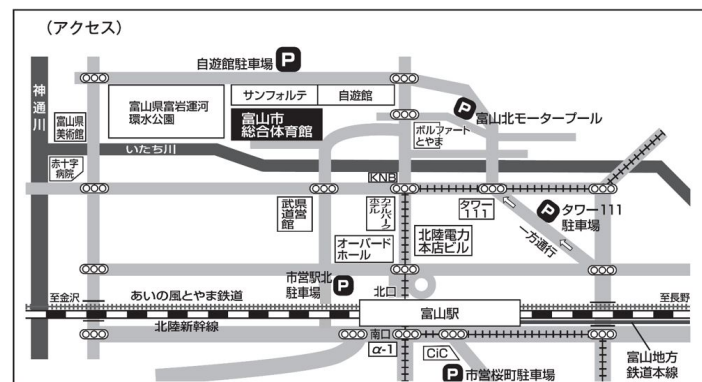 （アクセス）
自遊館駐車場 P
神通川
富山県
美術館
富山県富岩運河
環水公園
サンフォルテ
自遊館
富山市
総合体育館
P 富山北モータープール
ボルファート
とやま
いたち川
赤十字
病院
KNB
県営
武道館
カナルパーク
ホテル
タワー
111
P タワー111
駐車場
オーバード
ホール
北陸電力
本店ビル
一方通行
市営駅北
駐車場 P
北口
至金沢
あいの風とやま鉄道
富山駅
至長野
北陸新幹線
南口
α-1
CiC
富山地方
鉄道本線
P 市営桜町駐車場